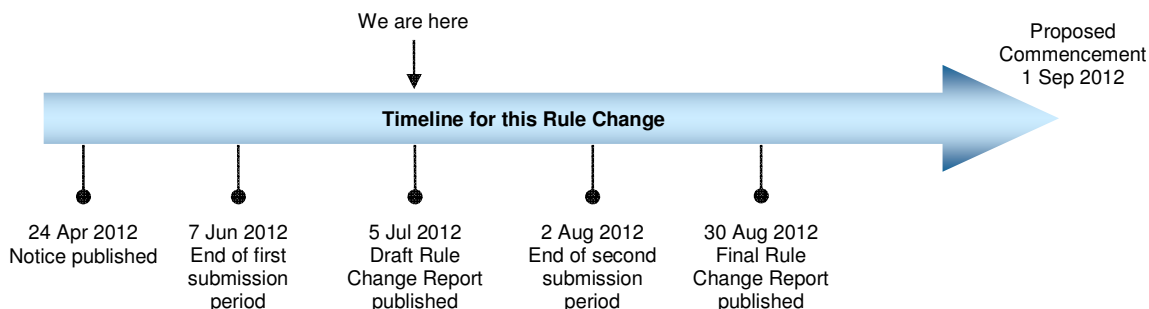 We are here
Proposed
Commencement
1 Sep 2012
Timeline for this Rule Change
24 Apr 2012
Notice published
7 Jun 2012
End of first
submission
period
5 Jul 2012
Draft Rule
Change Report
published
2 Aug 2012
End of second
submission
period
30 Aug 2012
Final Rule
Change Report
published